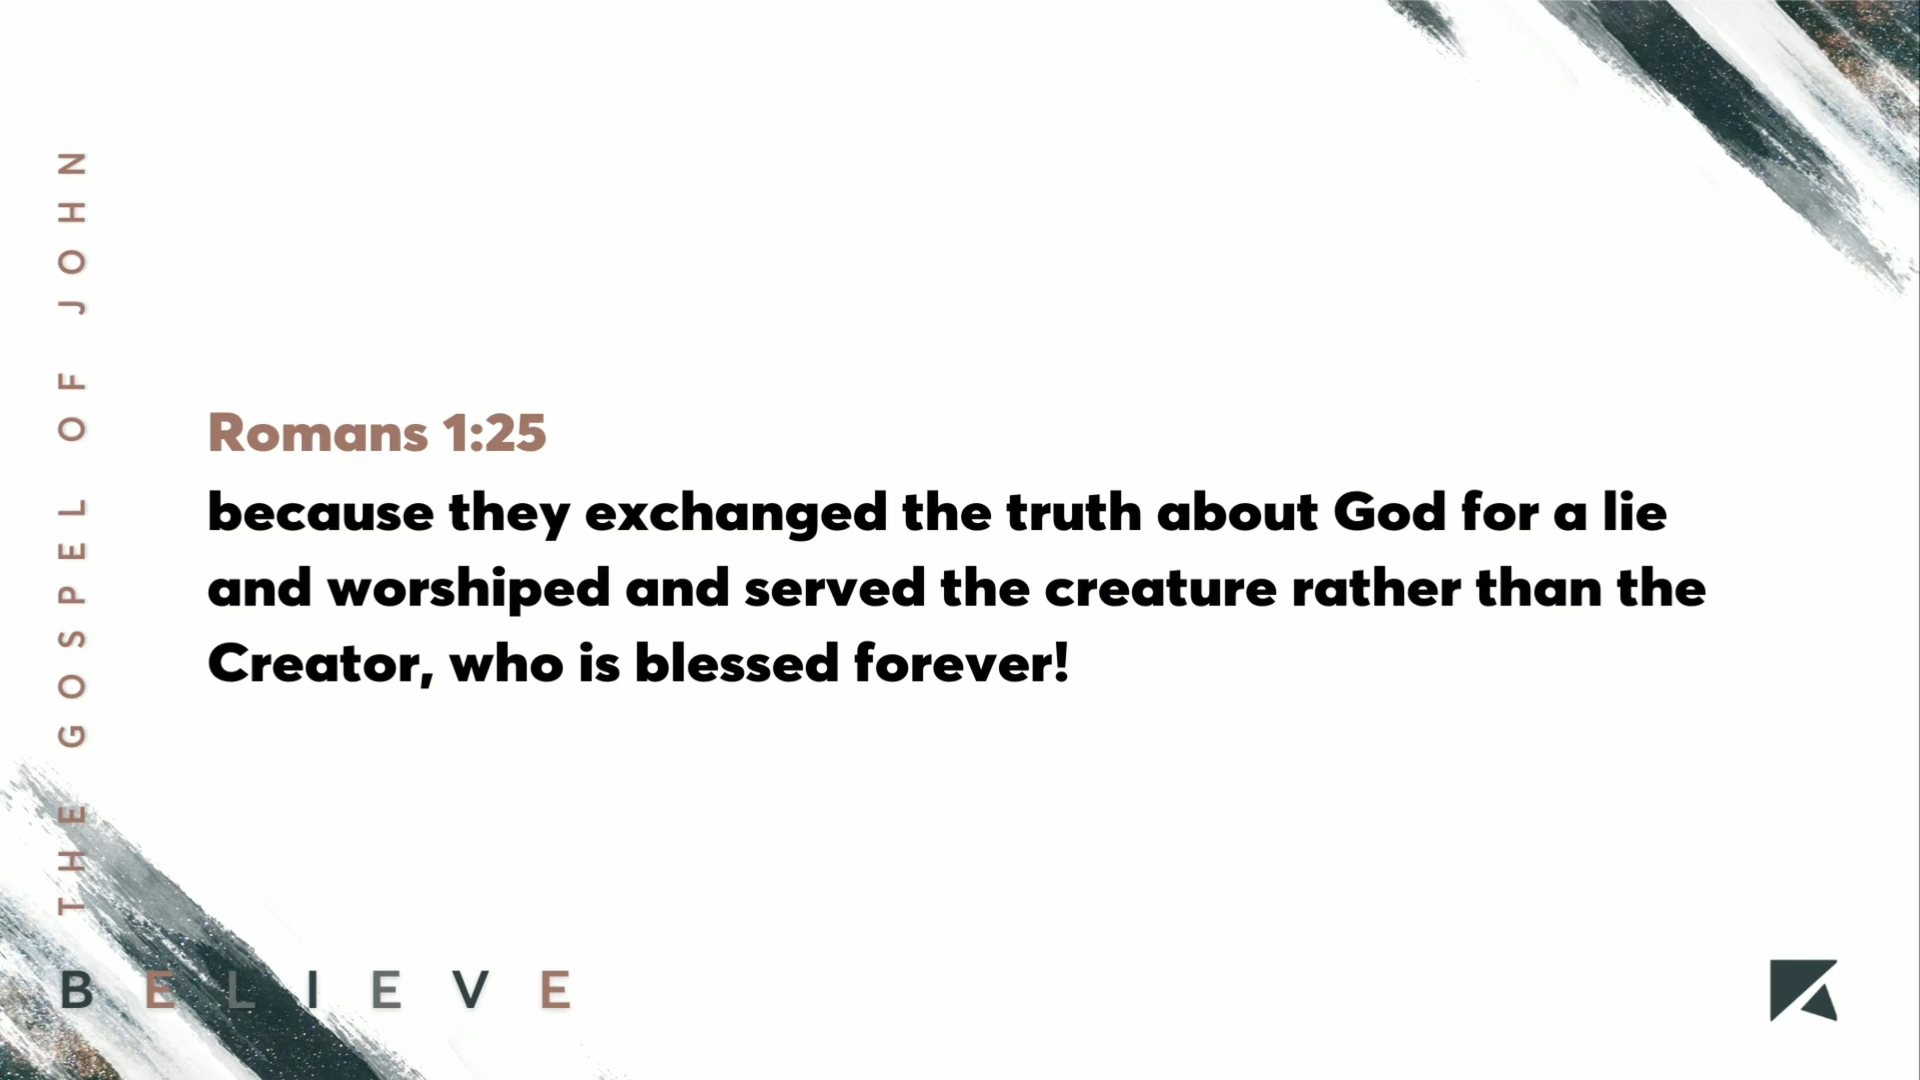 THE GOSPEL OF JOHN
Romans 1:25
because they exchanged the truth about God for a lie
and worshiped and served the creature rather than the
Creator, who is blessed forever!
BELIEVE